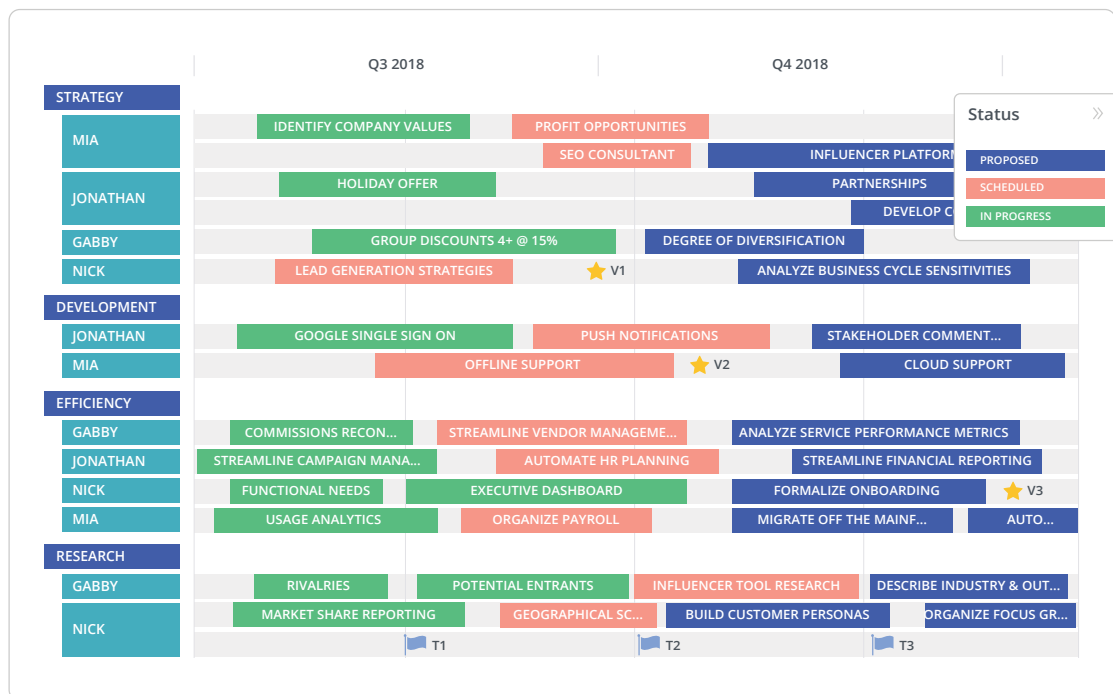 Q3 2018 Q4 2018
STRATEGY
Status »
MIA IDENTIFY COMPANY VALUES PROFIT OPPORTUNITIES
SEO CONSULTANT INFLUENCER PLATFORM
PROPOSED
JONATHAN HOLIDAY OFFER PARTNERSHIPS
SCHEDULED
DEVELOP
IN PROGRESS
GABBY GROUP DISCOUNTS 4+ @ 15% DEGREE OF DIVERSIFICATION
NICK LEAD GENERATION STRATEGIES V1 ANALYZE BUSINESS CYCLE SENSITIVITIES
DEVELOPMENT
JONATHAN GOOGLE SINGLE SIGN ON PUSH NOTIFICATIONS STAKEHOLDER COMMENT...
MIA OFFLINE SUPPORT V2 CLOUD SUPPORT
EFFICIENCY
GABBY COMMISSIONS RECON... STREAMLINE VENDOR MANAGEME... ANALYZE SERVICE PERFORMANCE METRICS
JONATHAN STREAMLINE CAMPAIGN MANA... AUTOMATE HR PLANNING STREAMLINE FINANCIAL REPORTING
NICK FUNCTIONAL NEEDS EXECUTIVE DASHBOARD FORMALIZE ONBOARDING V3
MIA USAGE ANALYTICS ORGANIZE PAYROLL MIGRATE OFF THE MAINF... AUTO...
RESEARCH
GABBY RIVALRIES POTENTIAL ENTRANTS INFLUENCER TOOL RESEARCH DESCRIBE INDUSTRY & OUT...
NICK MARKET SHARE REPORTING GEOGRAPHICAL SC... BUILD CUSTOMER PERSONAS ORGANIZE FOCUS GR...
T1 T2 T3